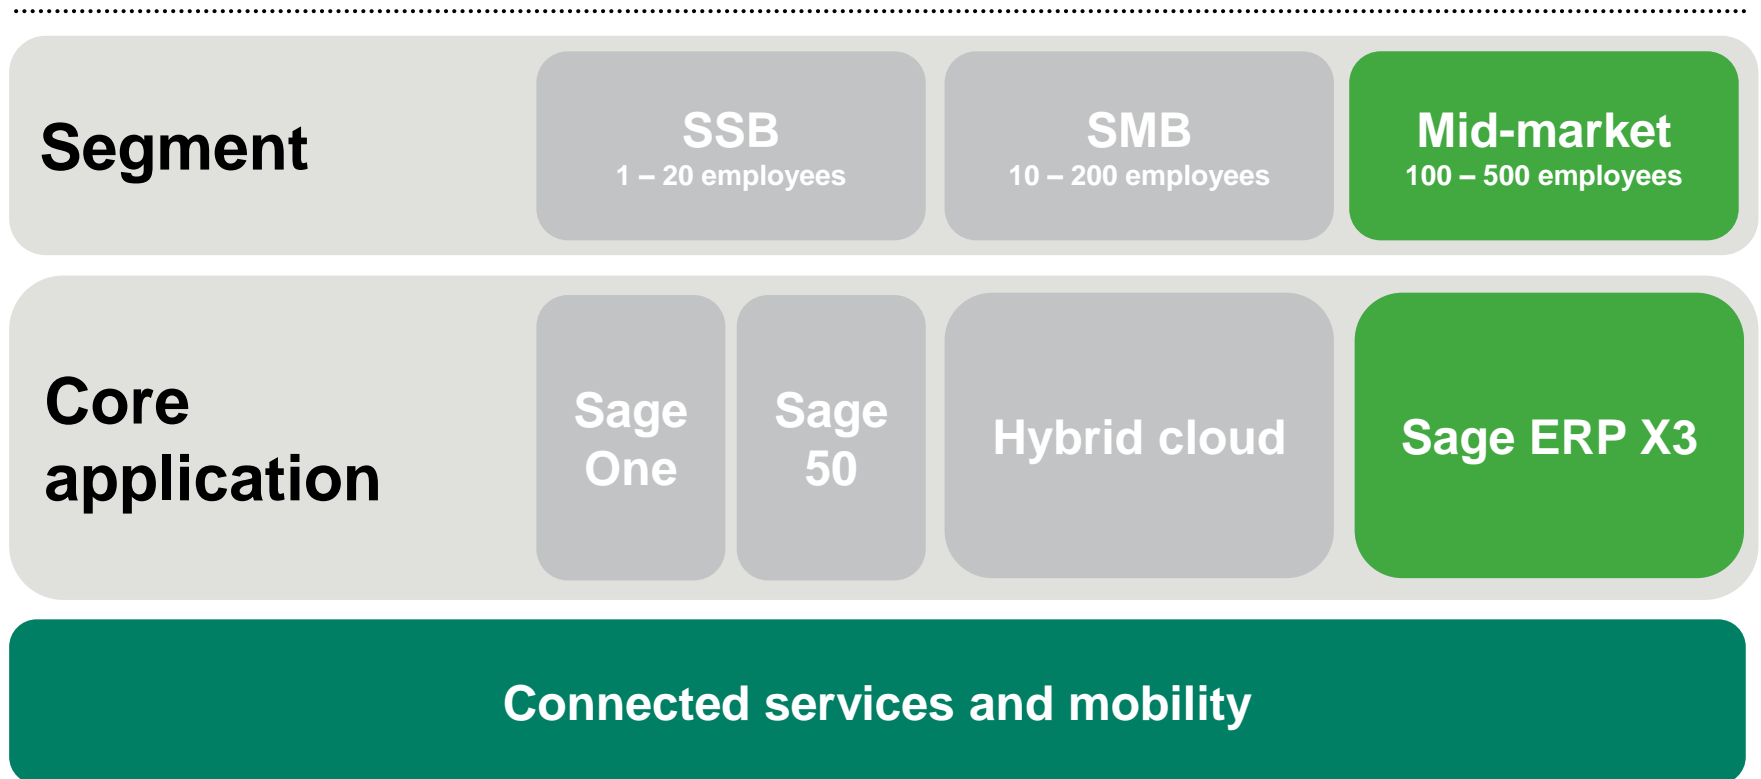 Segment
SSB
1 – 20 employees
SMB
10 – 200 employees
Mid-market
100 – 500 employees
Core
application
Sage
One
Sage
50
Hybrid cloud
Sage ERP X3
Connected services and mobility